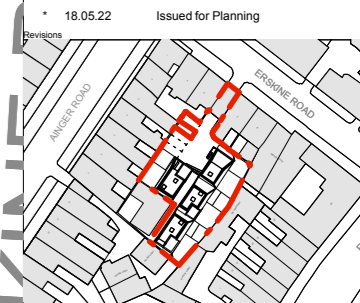 * 18.05.22 Issued for Planning
Revisions
ERSKINE ROAD
AINGER ROAD